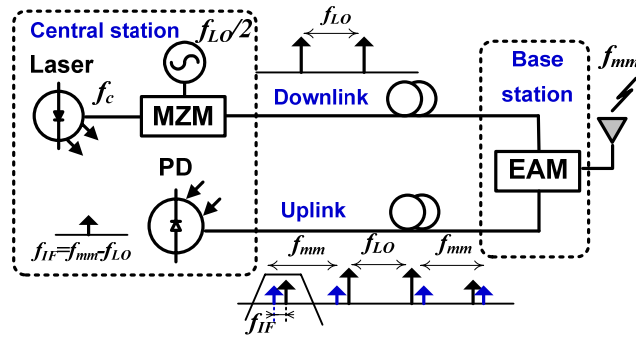 Central station
f_LO/2
f_LO
Laser
f_c
MZM
Downlink
Base
station
f_mm
EAM
PD
Uplink
f_IF=f_mm-f_LO
f_mm
f_LO
f_mm
f_IF